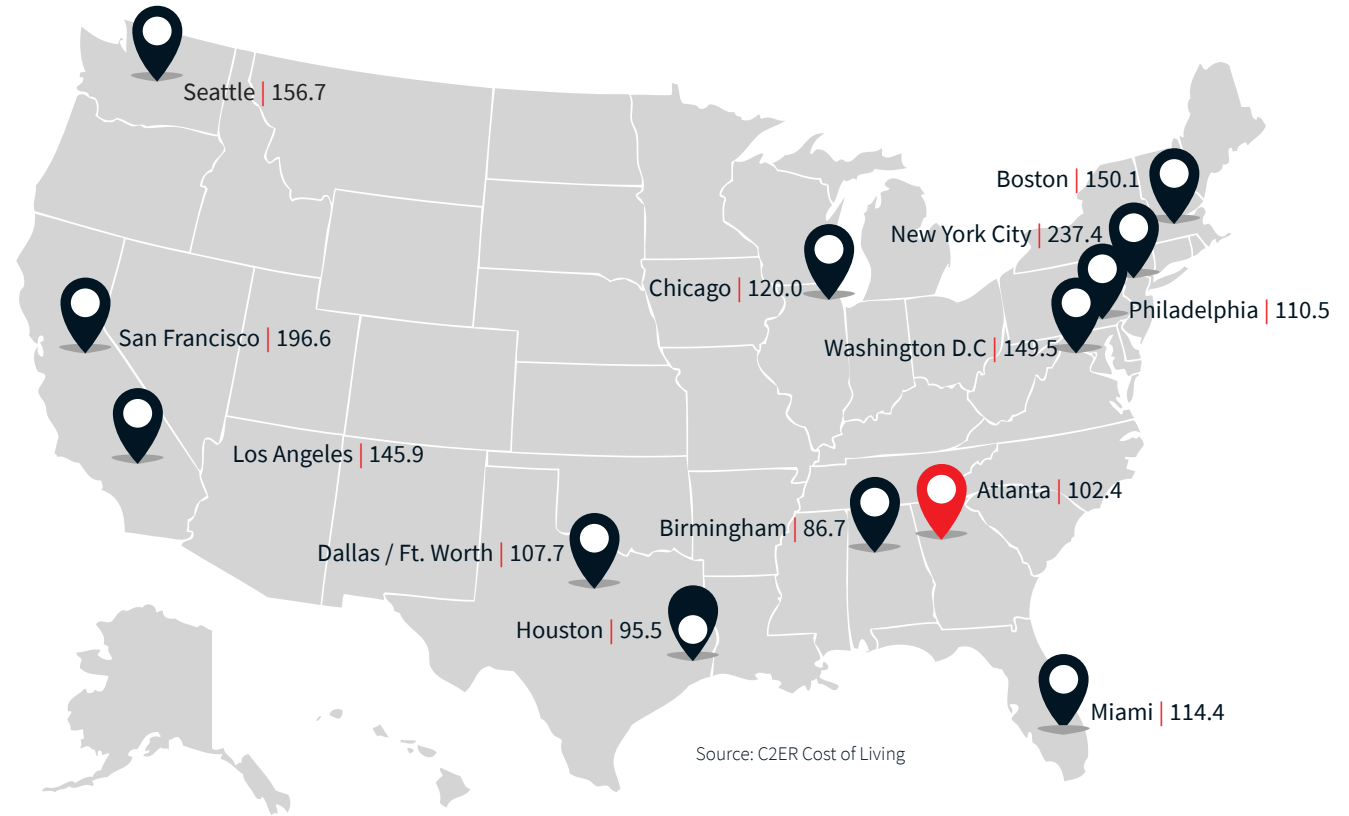 Seattle | 156.7
Boston | 150.1
New York City | 237.4
Chicago | 120.0
Philadelphia | 110.5
San Francisco | 196.6
Washington D.C | 149.5
Los Angeles | 145.9
Atlanta | 102.4
Birmingham | 86.7
Dallas / Ft. Worth | 107.7
Houston | 95.5
Miami | 114.4
Source: C2ER Cost of Living